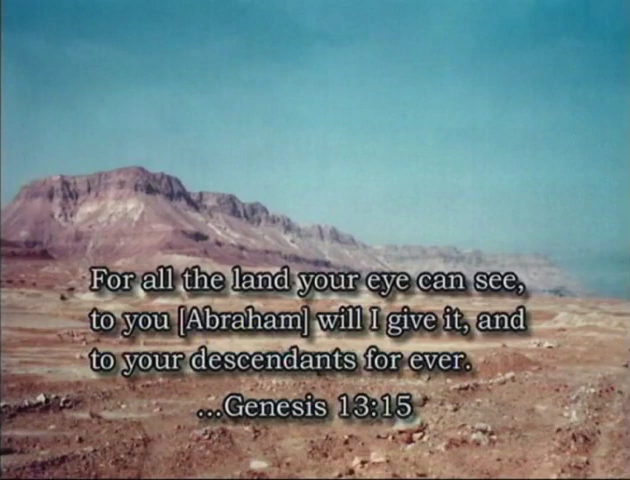 For all the land your eye can see,
to you [Abraham] will I give it, and
to your descendants for ever.
...Genesis 13:15